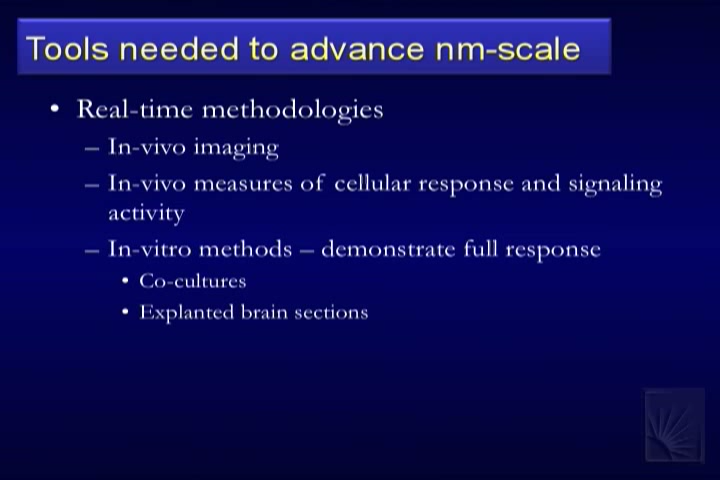 Tools needed to advance nm-scale
• Real-time methodologies
– In-vivo imaging
– In-vivo measures of cellular response and signaling
activity
– In-vitro methods – demonstrate full response
• Co-cultures
• Explanted brain sections